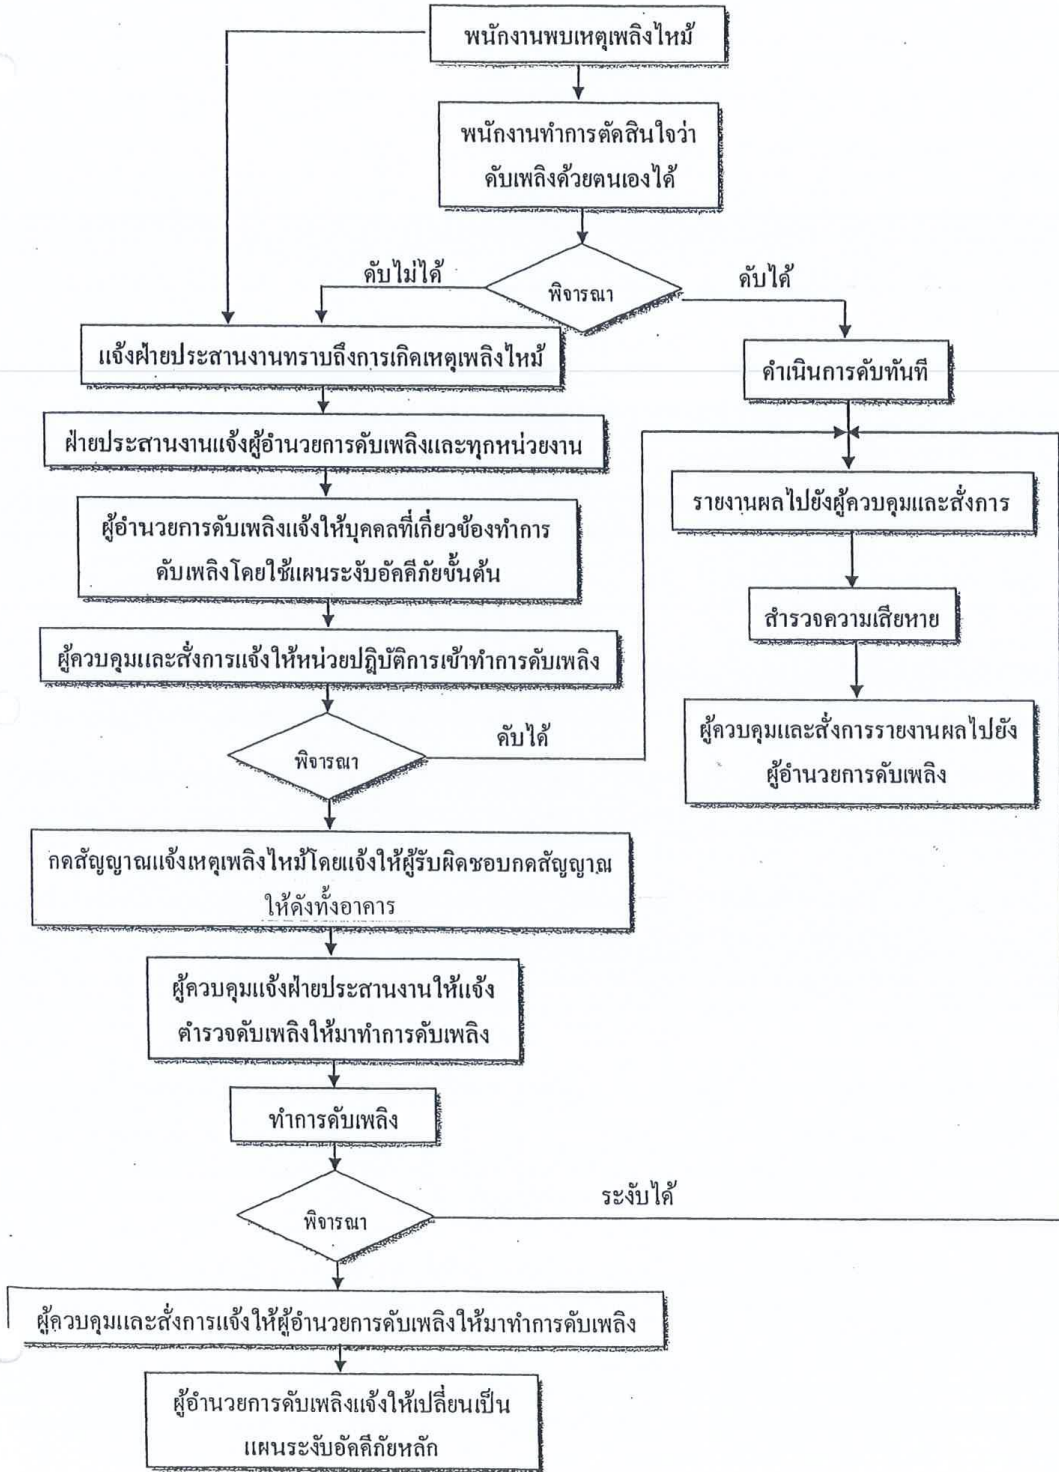 พนักงานพบเหตุเพลิงไหม้
พนักงานทำการตัดสินใจว่า
ดับเพลิงด้วยตนเองได้
พิจารณา
ดับไม่ได้
ดับได้
แจ้งฝ่ายประสานงานทราบถึงการเกิดเหตุเพลิงไหม้
ดำเนินการดับทันที
ฝ่ายประสานงานแจ้งผู้อำนวยการดับเพลิงและทุกหน่วยงาน
รายงานผลไปยังผู้ควบคุมและสั่งการ
ผู้อำนวยการดับเพลิงแจ้งให้บุคคลที่เกี่ยวข้องทำการ
ดับเพลิงโดยใช้แผนระงับอัคคีภัยขั้นต้น
สำรวจความเสียหาย
ผู้ควบคุมและสั่งการแจ้งให้หน่วยปฏิบัติการเข้าทำการดับเพลิง
ผู้ควบคุมและสั่งการรายงานผลไปยัง
ผู้อำนวยการดับเพลิง
พิจารณา
ดับได้
กดสัญญาณแจ้งเหตุเพลิงไหม้โดยแจ้งให้ผู้รับผิดชอบกดสัญญาณ
ให้ดังทั้งอาคาร
ผู้ควบคุมแจ้งฝ่ายประสานงานให้แจ้ง
ตำรวจดับเพลิงให้มาทำการดับเพลิง
ทำการดับเพลิง
พิจารณา
ระงับได้
ผู้ควบคุมและสั่งการแจ้งให้ผู้อำนวยการดับเพลิงให้มาทำการดับเพลิง
ผู้อำนวยการดับเพลิงแจ้งให้เปลี่ยนเป็น
แผนระงับอัคคีภัยหลัก